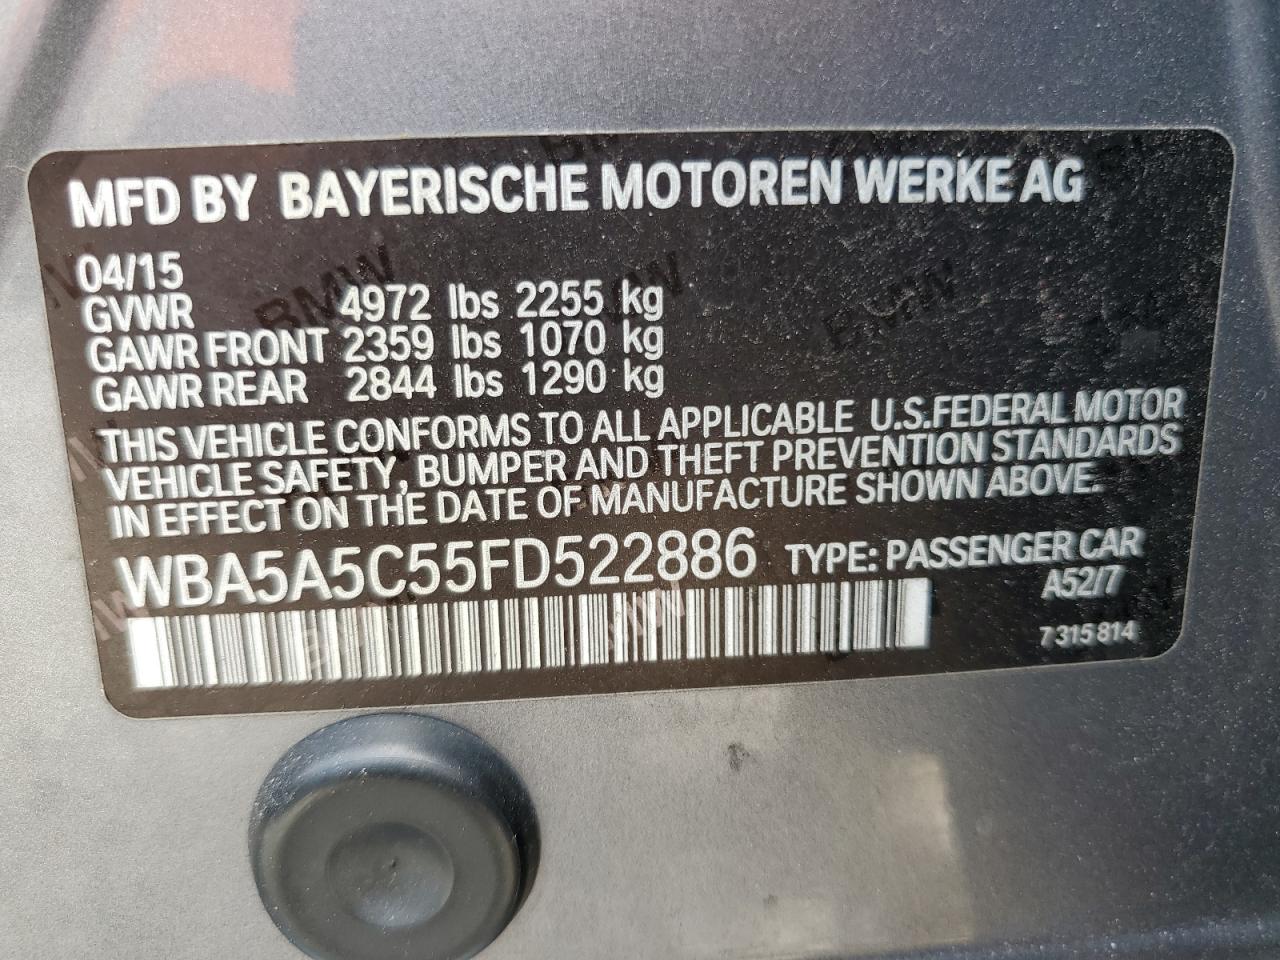 MFD BY BAYERISCHE MOTOREN WERKE AG
04/15
GVWR 4972 lbs 2255 kg
GAWR FRONT 2359 lbs 1070 kg
GAWR REAR 2844 lbs 1290 kg
THIS VEHICLE CONFORMS TO ALL APPLICABLE U.S.FEDERAL MOTOR
VEHICLE SAFETY, BUMPER AND THEFT PREVENTION STANDARDS
IN EFFECT ON THE DATE OF MANUFACTURE SHOWN ABOVE.
WBA5A5C55FD522886 TYPE: PASSENGER CAR
A52/7
7 315 814